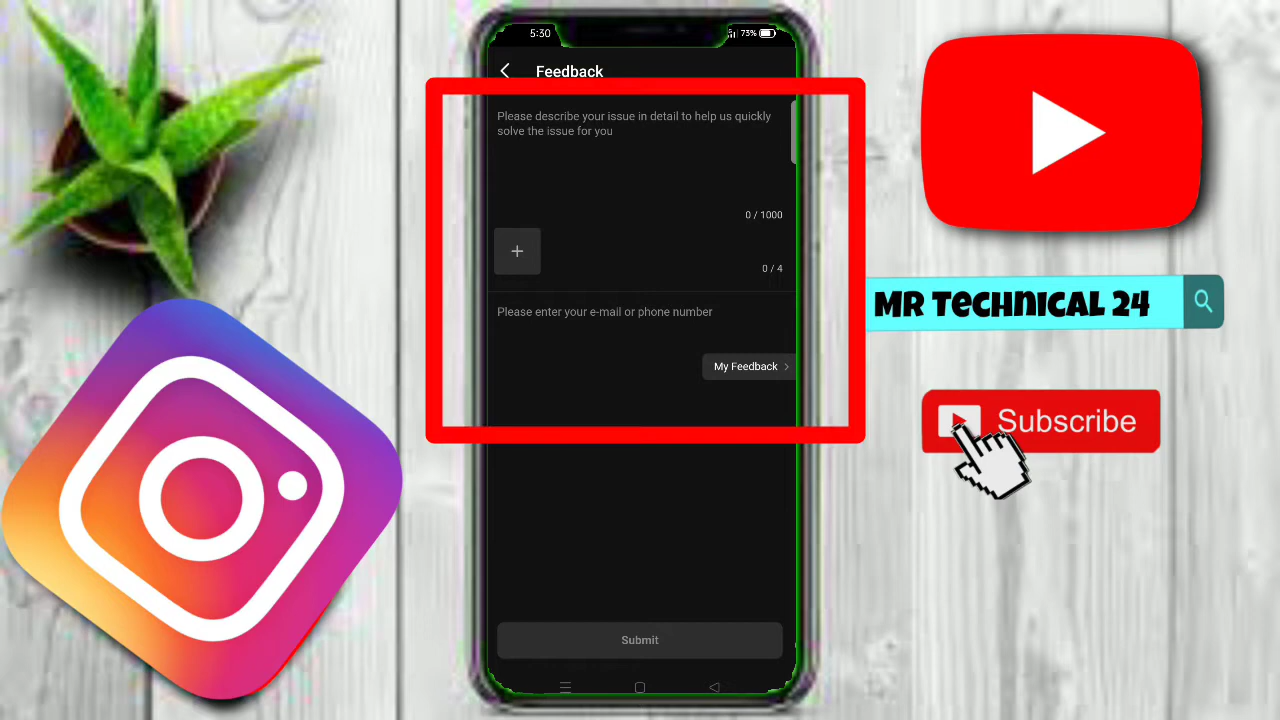 5:30
73%
Feedback
Please describe your issue in detail to help us quickly
solve the issue for you
0 / 1000
+
0 / 4
Please enter your e-mail or phone number
My Feedback >
Submit
MR TECHNICAL 24
Subscribe